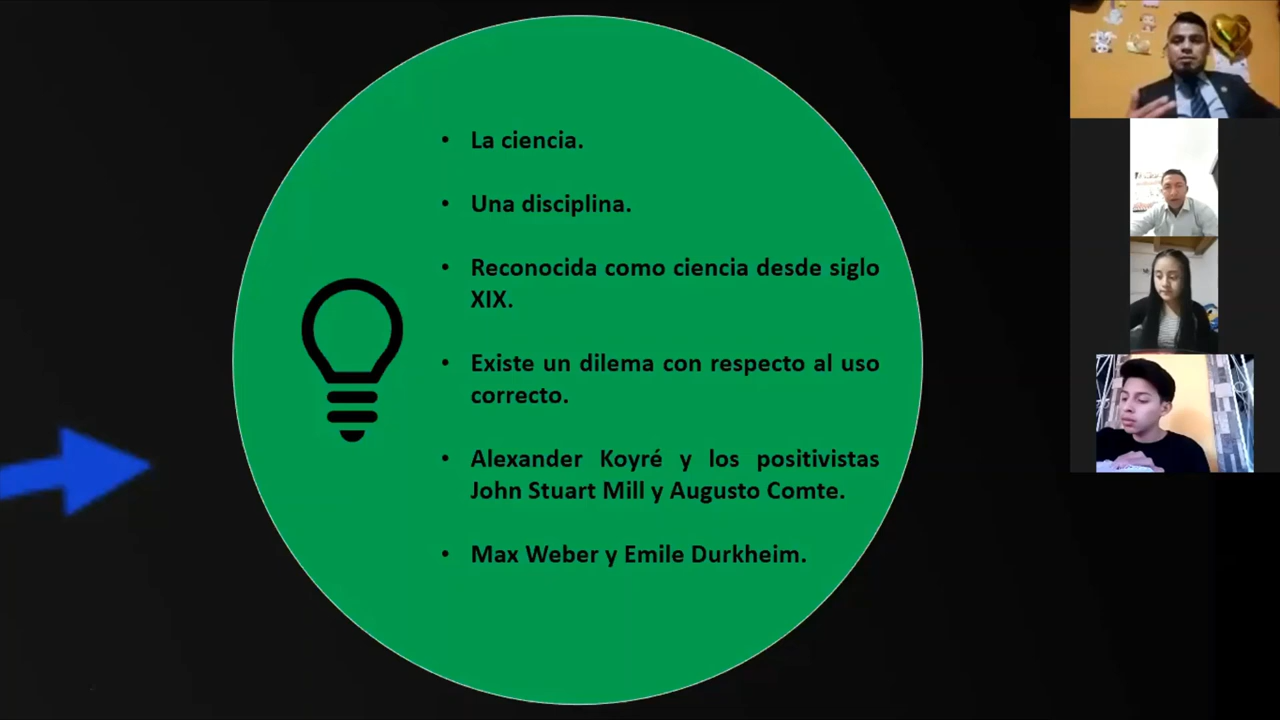 • La ciencia.
• Una disciplina.
• Reconocida como ciencia desde siglo
XIX.
• Existe un dilema con respecto al uso
correcto.
• Alexander Koyré y los positivistas
John Stuart Mill y Augusto Comte.
• Max Weber y Emile Durkheim.